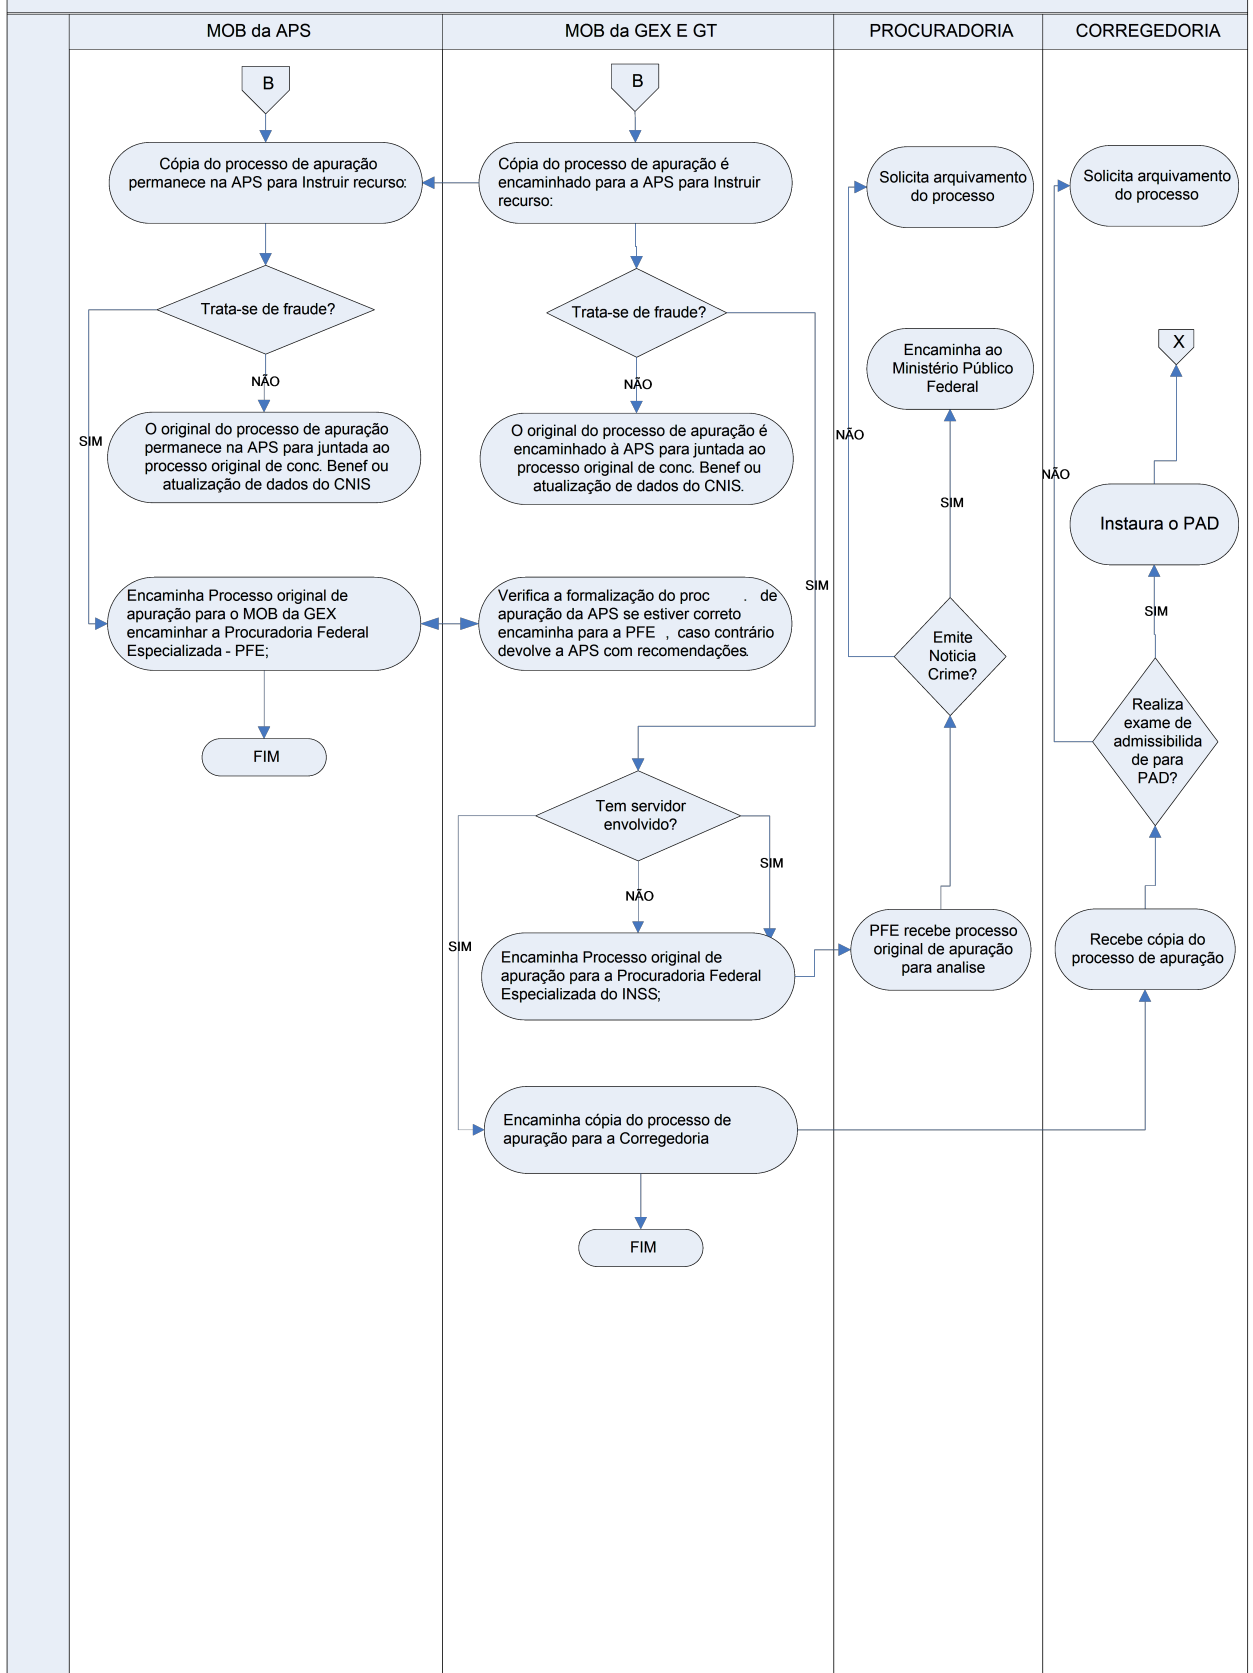 MOB da APS
MOB da GEX E GT
PROCURADORIA
CORREGEDORIA
B
Cópia do processo de apuração
permanece na APS para Instruir recurso:
Trata-se de fraude?
NÃO
SIM
O original do processo de apuração
permanece na APS para juntada ao
processo original de conc. Benef ou
atualização de dados do CNIS
Encaminha Processo original de
apuração para o MOB da GEX
encaminhar a Procuradoria Federal
Especializada - PFE;
FIM
B
Cópia do processo de apuração é
encaminhado para a APS para Instruir
recurso:
Trata-se de fraude?
NÃO
O original do processo de apuração é
encaminhado à APS para juntada ao
processo original de conc. Benef ou
atualização de dados do CNIS.
SIM
Verifica a formalização do proc . de
apuração da APS se estiver correto
encaminha para a PFE , caso contrário
devolve a APS com recomendações.
Tem servidor
envolvido?
SIM
NÃO
SIM
Encaminha Processo original de
apuração para a Procuradoria Federal
Especializada do INSS;
Encaminha cópia do processo de
apuração para a Corregedoria
FIM
Solicita arquivamento
do processo
Encaminha ao
Ministério Público
Federal
NÃO
SIM
Emite
Noticia
Crime?
PFE recebe processo
original de apuração
para analise
Solicita arquivamento
do processo
X
NÃO
Instaura o PAD
SIM
Realiza
exame de
admissibilida
de para
PAD?
Recebe cópia do
processo de apuração